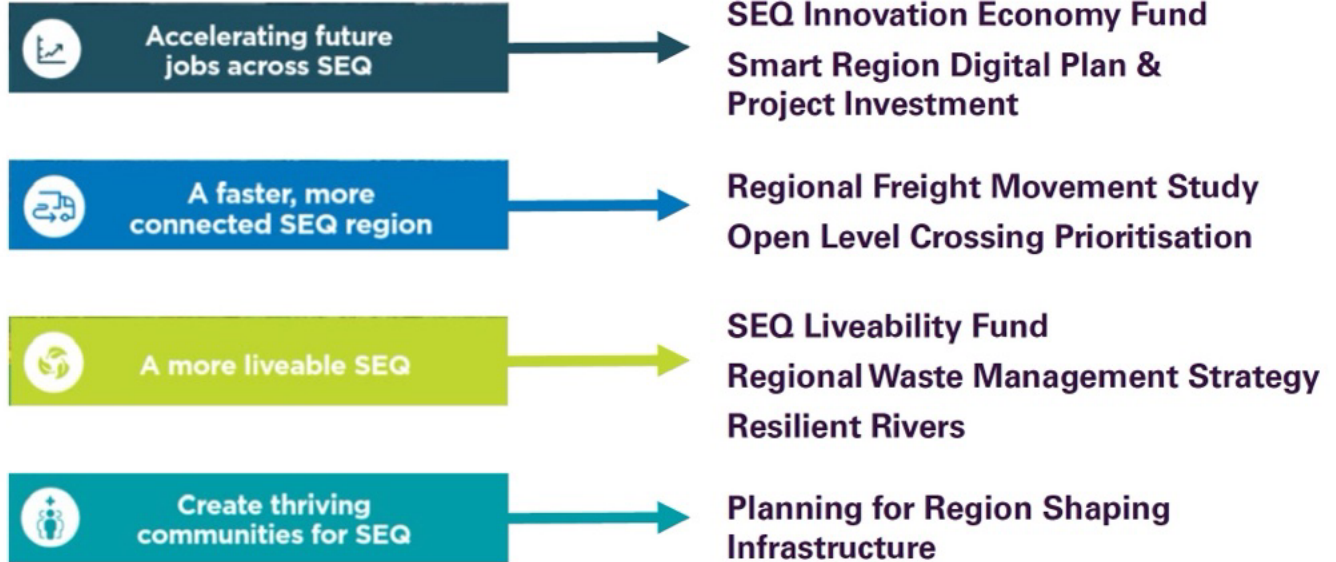 Accelerating future
jobs across SEQ
SEQ Innovation Economy Fund
Smart Region Digital Plan &
Project Investment
A faster, more
connected SEQ region
Regional Freight Movement Study
Open Level Crossing Prioritisation
A more liveable SEQ
SEQ Liveability Fund
Regional Waste Management Strategy
Resilient Rivers
Create thriving
communities for SEQ
Planning for Region Shaping
Infrastructure